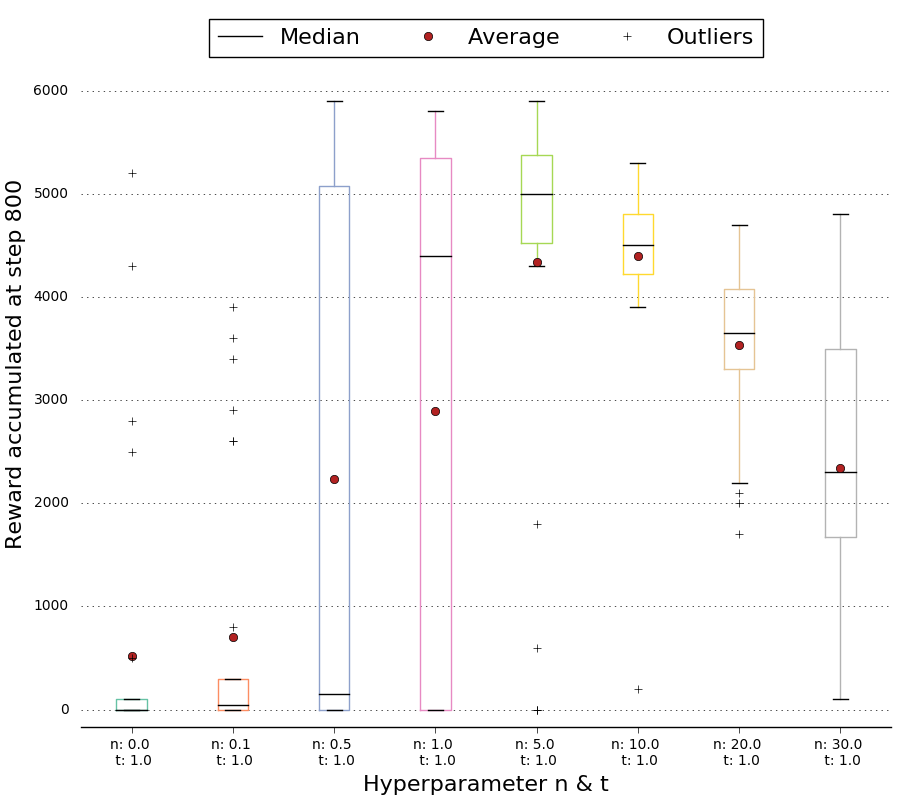 Median Average Outliers
6000
5000
4000
3000
2000
1000
0
Reward accumulated at step 800
n: 0.0 n: 0.1 n: 0.5 n: 1.0 n: 5.0 n: 10.0 n: 20.0 n: 30.0
t: 1.0 t: 1.0 t: 1.0 t: 1.0 t: 1.0 t: 1.0 t: 1.0 t: 1.0
Hyperparameter n & t